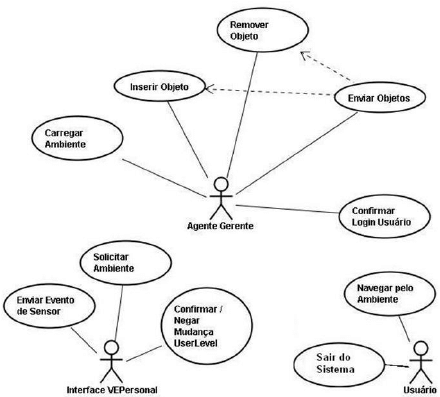 Remover
Objeto
Inserir Objeto
Enviar Objetos
Carregar
Ambiente
Confirmar
Login Usuário
Agente Gerente
Solicitar
Ambiente
Enviar Evento
de Sensor
Confirmar /
Negar
Mudança
UserLevel
Interface VEPersonal
Navegar pelo
Ambiente
Sair do
Sistema
Usuário